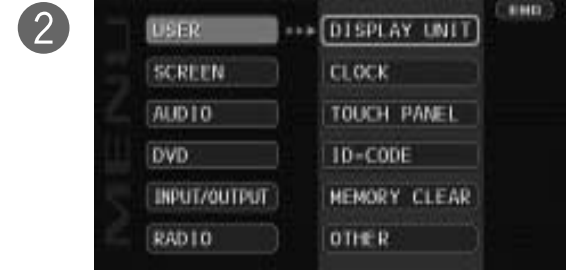 2
END
MENU
USER DISPLAY UNIT
SCREEN CLOCK
AUDIO TOUCH PANEL
DVD ID-CODE
INPUT/OUTPUT MEMORY CLEAR
RADIO OTHER